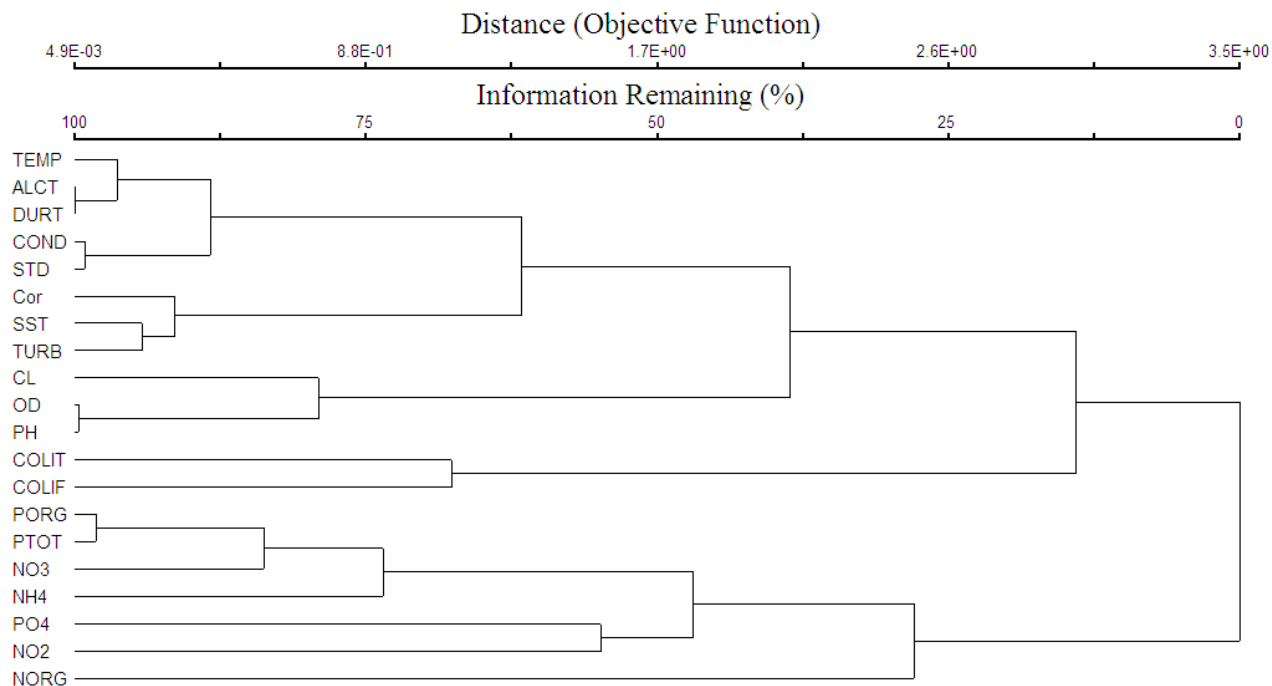 Distance (Objective Function)
4.9E-03 8.8E-01 1.7E+00 2.6E+00 3.5E+00
Information Remaining (%)
100 75 50 25 0
TEMP
ALCT
DURT
COND
STD
Cor
SST
TURB
CL
OD
PH
COLIT
COLIF
PORG
PTOT
NO3
NH4
PO4
NO2
NORG